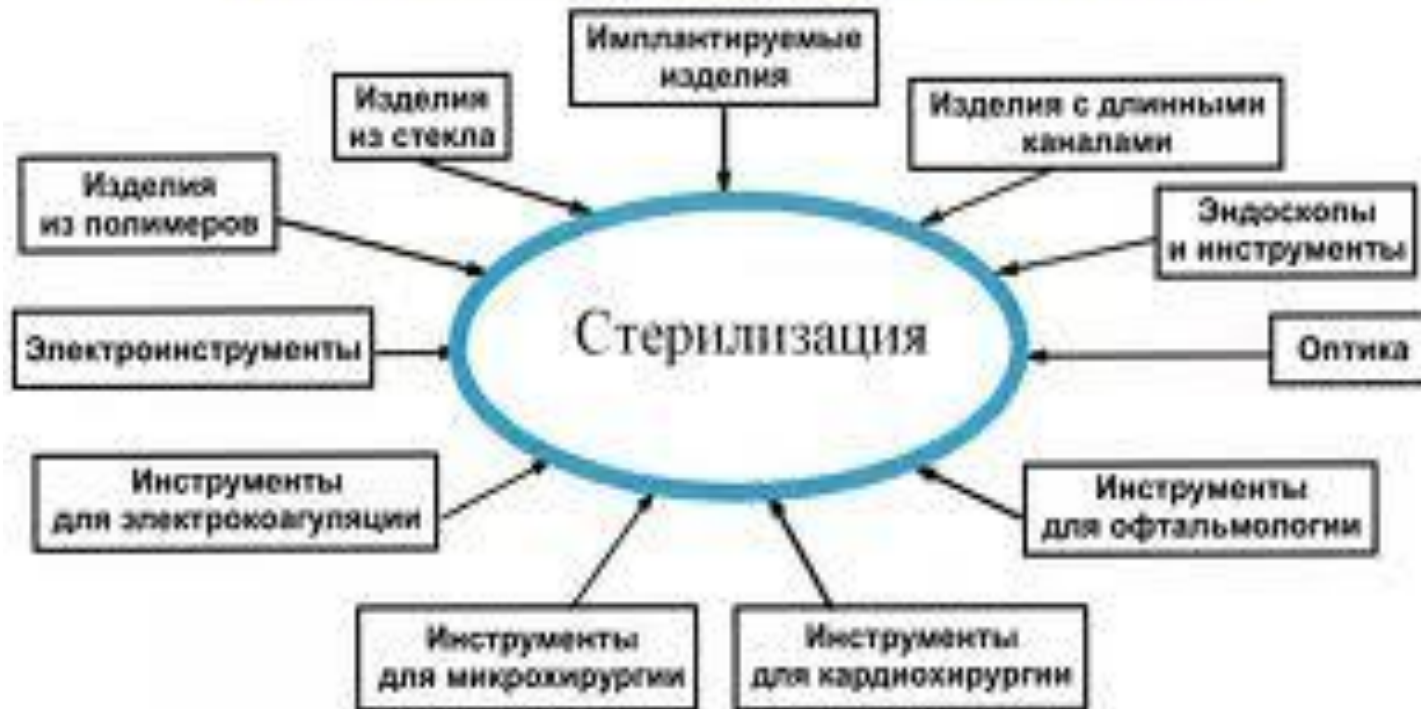 Имплантируемые
изделия
Изделия
из стекла
Изделия с длинными
каналами
Изделия
из полимеров
Эндоскопы
и инструменты
Электроинструменты
Стерилизация
Оптика
Инструменты
для электрокоагуляции
Инструменты
для офтальмологии
Инструменты
для микрохирургии
Инструменты
для кардиохирургии